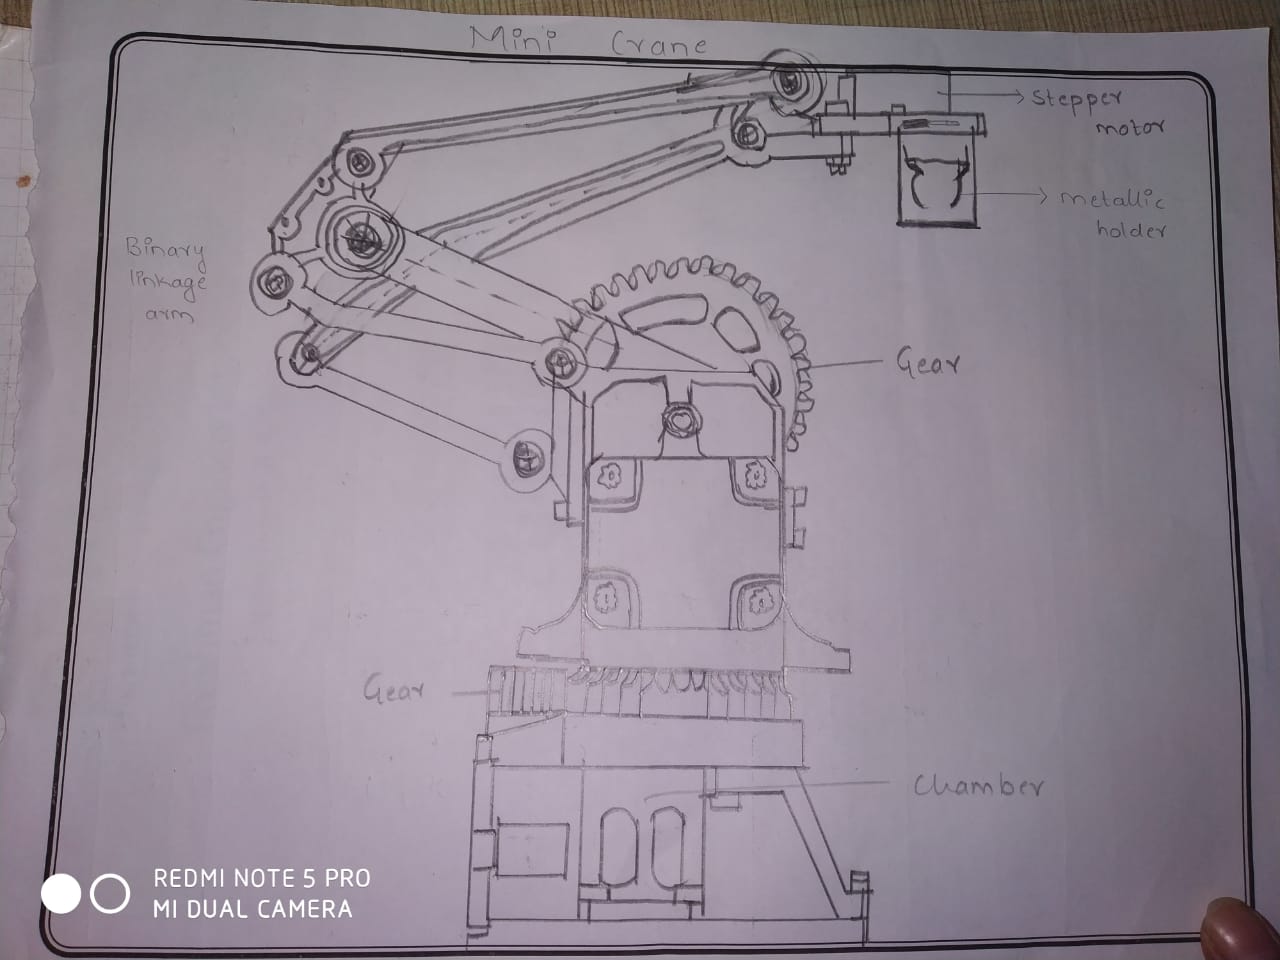 Mini Crane
Stepper
motor
metallic
holder
Binary
linkage
arm
Gear
Gear
Chamber
REDMI NOTE 5 PRO
MI DUAL CAMERA